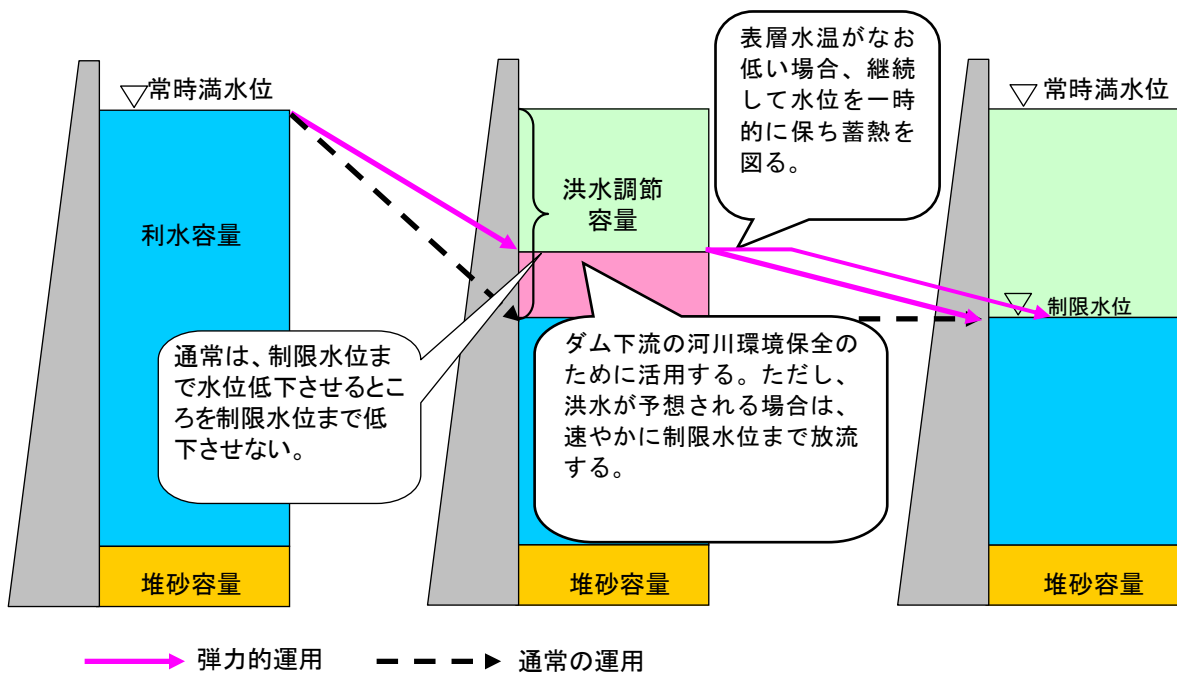 常時満水位
利水容量
堆砂容量
通常は、制限水位ま
で水位低下させるとこ
ろを制限水位まで低
下させない。
洪水調節
容量
ダム下流の河川環境保全の
ために活用する。ただし、
洪水が予想される場合は、
速やかに制限水位まで放流
する。
堆砂容量
表層水温がなお
低い場合、継続
して水位を一時
的に保ち蓄熱を
図る。
常時満水位
制限水位
堆砂容量
弾力的運用
通常の運用